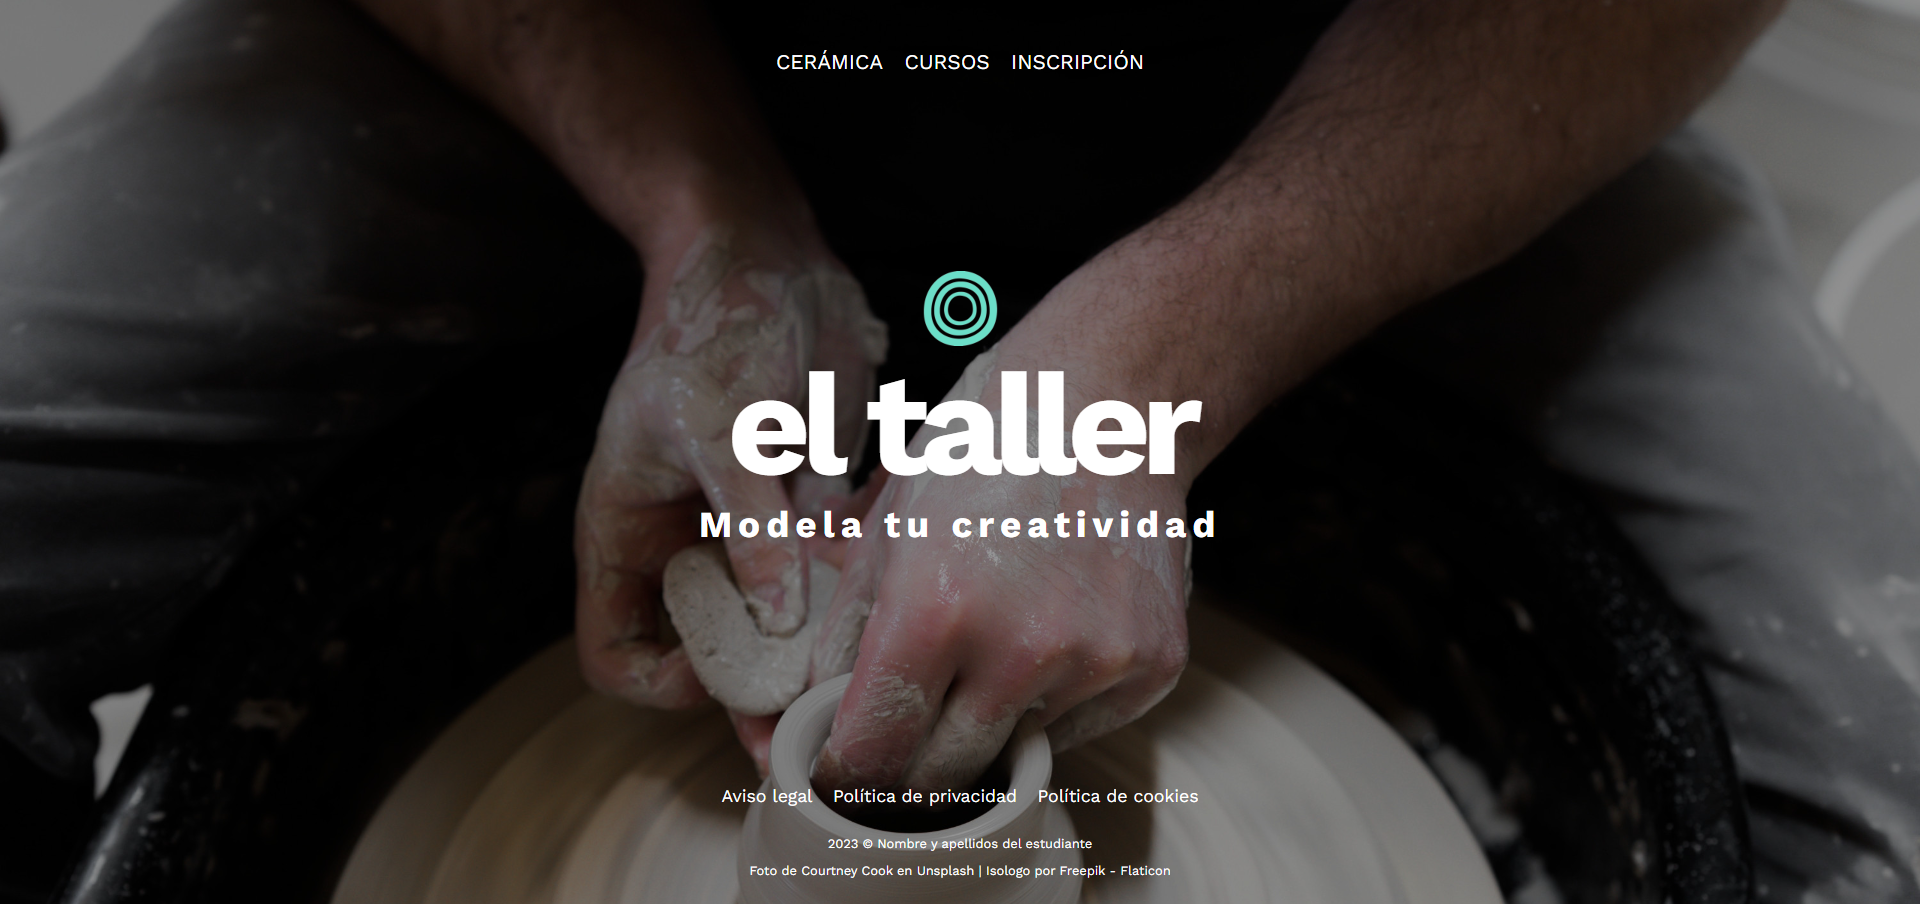 CERÁMICA CURSOS INSCRIPCIÓN
el taller
Modela tu creatividad
Aviso legal Política de privacidad Política de cookies
2023 © Nombre y apellidos del estudiante
Foto de Courtney Cook en Unsplash | Isologo por Freepik - Flaticon